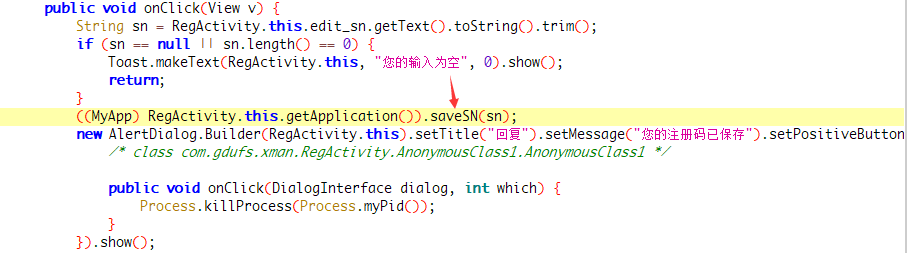 public void onClick(View v) {
String sn = RegActivity.this.edit_sn.getText().toString().trim();
if (sn == null || sn.length() == 0) {
Toast.makeText(RegActivity.this, "您的输入为空", 0).show();
return;
}
((MyApp) RegActivity.this.getApplication()).saveSN(sn);
new AlertDialog.Builder(RegActivity.this).setTitle("回复").setMessage("您的注册码已保存").setPositiveButton
/* class com.gdufs.xman.RegActivity.AnonymousClass1.AnonymousClass1 */
public void onClick(DialogInterface dialog, int which) {
Process.killProcess(Process.myPid());
}
}).show();